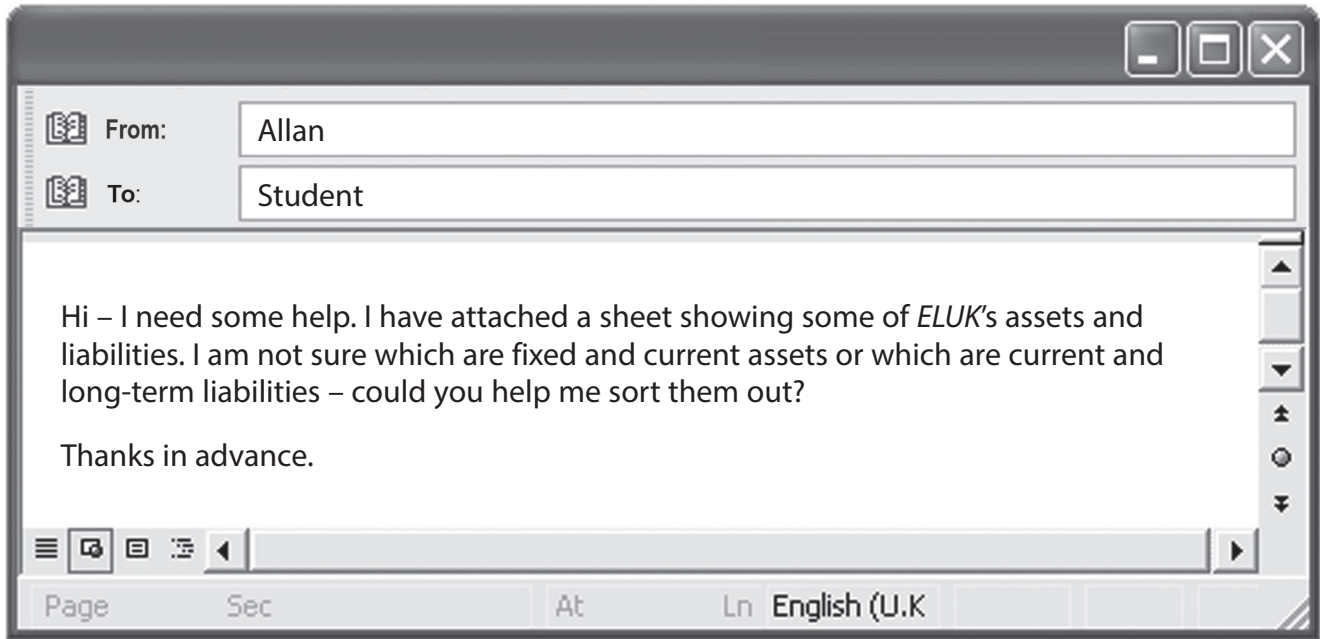 From: Allan
To: Student
Hi – I need some help. I have attached a sheet showing some of ELUK's assets and
liabilities. I am not sure which are fixed and current assets or which are current and
long-term liabilities – could you help me sort them out?
Thanks in advance.
Page Sec At Ln English (U.K